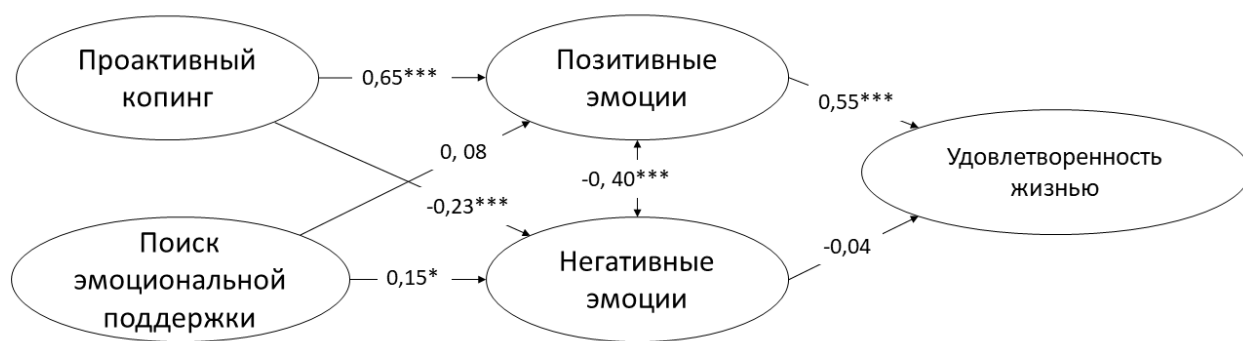 Проактивный
копинг
0,65***
Позитивные
эмоции
0,55***
0, 08
-0, 40***
Удовлетворенность
жизнью
-0,23***
Поиск
эмоциональной
поддержки
0,15*
Негативные
эмоции
-0,04